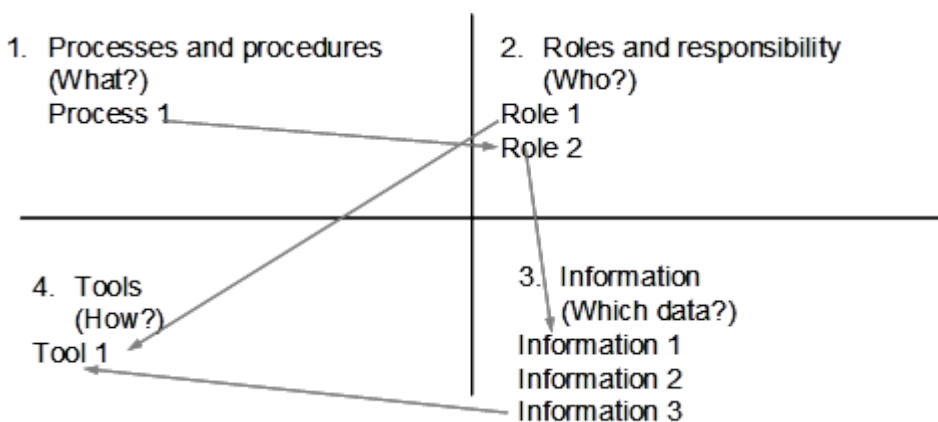 1. Processes and procedures
(What?)
Process 1
2. Roles and responsibility
(Who?)
Role 1
Role 2
4. Tools
(How?)
Tool 1
3. Information
(Which data?)
Information 1
Information 2
Information 3